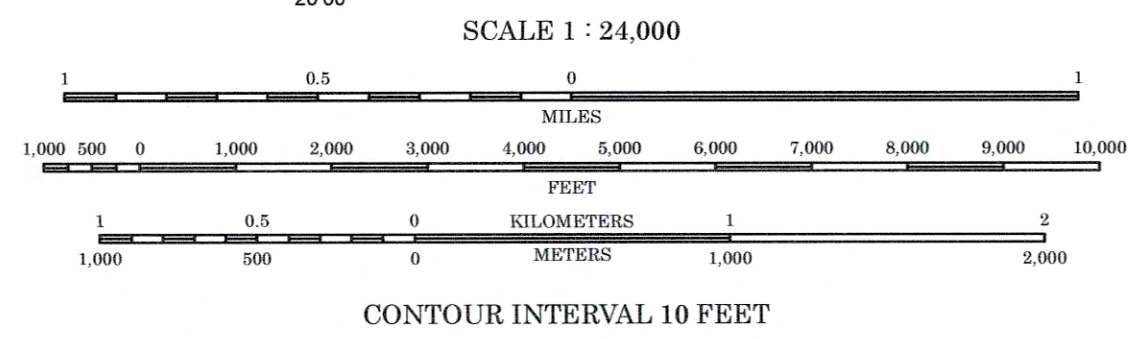 SCALE 1 : 24,000
1 0.5 0 1
MILES
1,000 500 0 1,000 2,000 3,000 4,000 5,000 6,000 7,000 8,000 9,000 10,000
FEET
1 0.5 0 KILOMETERS 1 2
1,000 500 0 METERS 1,000 2,000
CONTOUR INTERVAL 10 FEET